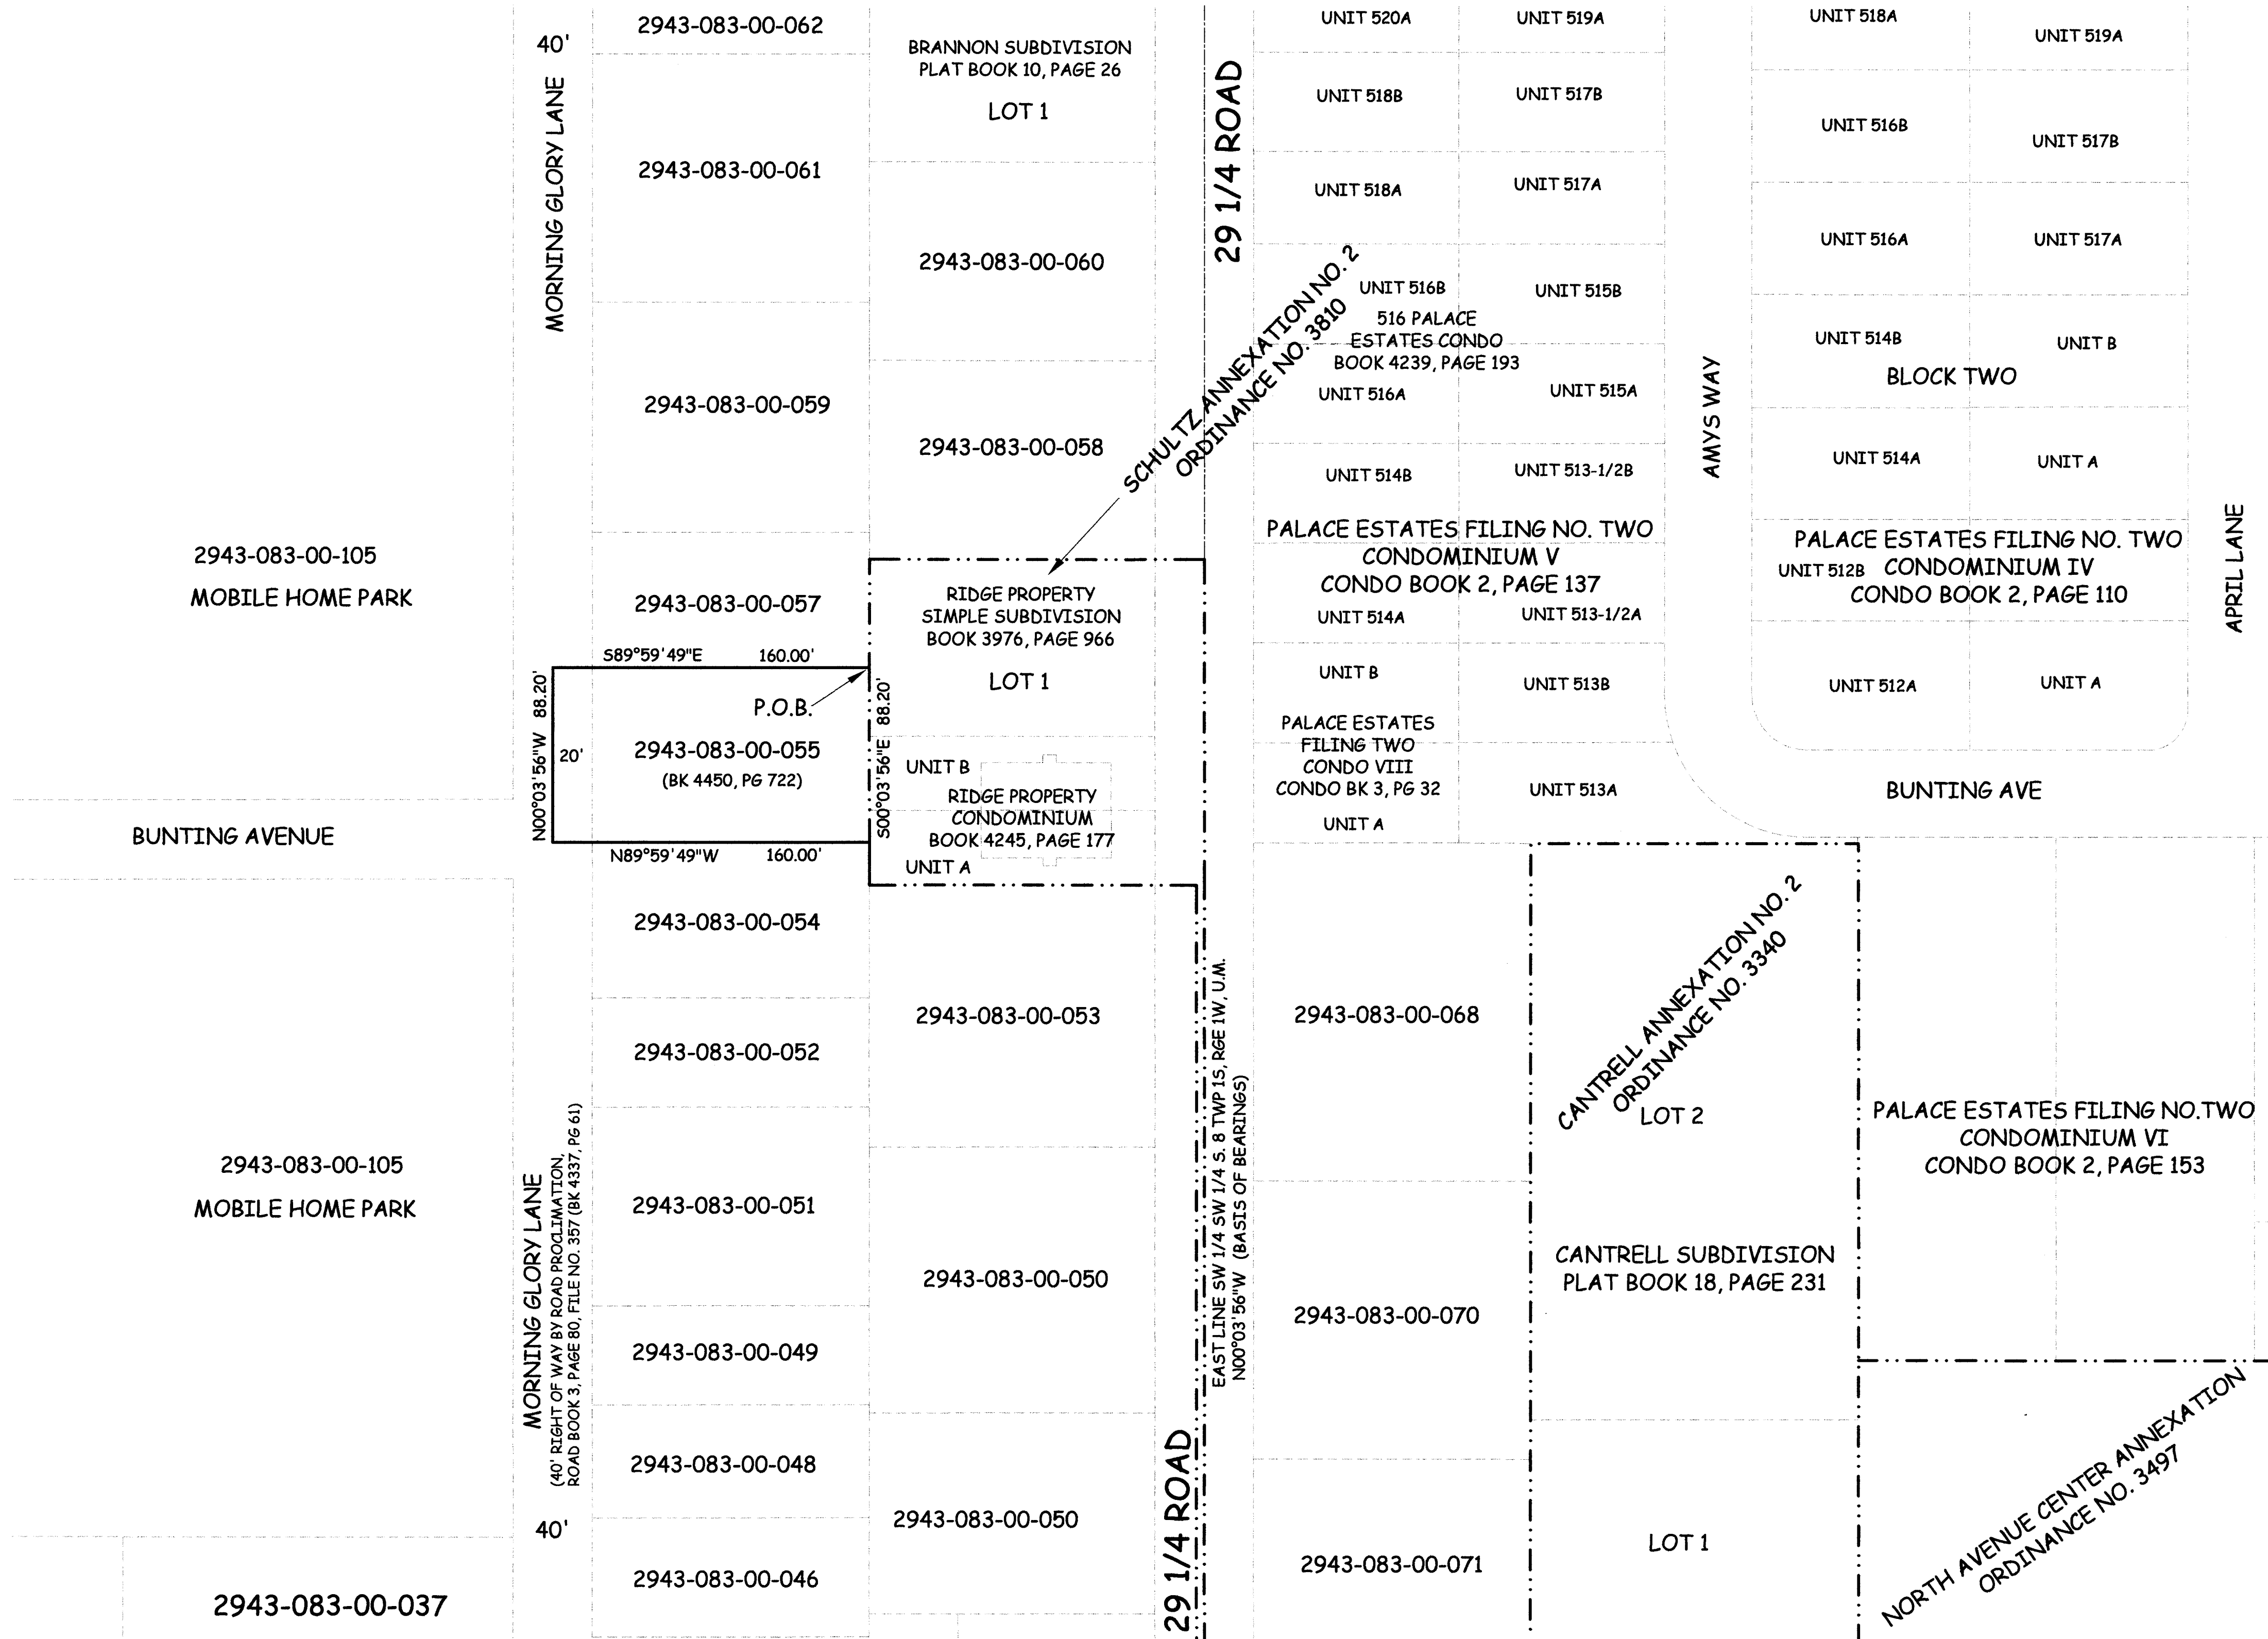 2943-083-00-062
40'
MORNING GLORY LANE
2943-083-00-061
2943-083-00-059
2943-083-00-057
2943-083-00-105
MOBILE HOME PARK
BRANNON SUBDIVISION
PLAT BOOK 10, PAGE 26
LOT 1
2943-083-00-060
2943-083-00-058
29 1/4 ROAD
SCHULTZ ANNEXATION NO. 2
ORDINANCE NO. 3810
UNIT 520A
UNIT 519A
UNIT 518B
UNIT 517B
UNIT 518A
UNIT 517A
UNIT 516B
UNIT 515B
516 PALACE
ESTATES CONDO
BOOK 4239, PAGE 193
UNIT 516A
UNIT 515A
UNIT 514B
UNIT 513-1/2B
PALACE ESTATES FILING NO. TWO
CONDOMINIUM V
CONDO BOOK 2, PAGE 137
UNIT 514A
UNIT 513-1/2A
UNIT B
UNIT 513B
PALACE ESTATES
FILING TWO
CONDO VIII
CONDO BK 3, PG 32
UNIT 513A
UNIT A
AMYS WAY
UNIT 518A
UNIT 519A
UNIT 516B
UNIT 517B
UNIT 516A
UNIT 517A
UNIT 514B
UNIT B
BLOCK TWO
UNIT 514A
UNIT A
PALACE ESTATES FILING NO. TWO
UNIT 512B
CONDOMINIUM IV
CONDO BOOK 2, PAGE 110
UNIT 512A
UNIT A
APRIL LANE
BUNTING AVE
RIDGE PROPERTY
SIMPLE SUBDIVISION
BOOK 3976, PAGE 966
LOT 1
S89°59'49"E 160.00'
N00°03'56"W 88.20'
P.O.B.
20'
2943-083-00-055
(BK 4450, PG 722)
S00°03'56"E 88.20'
N89°59'49"W 160.00'
UNIT B
RIDGE PROPERTY
CONDOMINIUM
BOOK 4245, PAGE 177
UNIT A
BUNTING AVENUE
2943-083-00-054
2943-083-00-052
2943-083-00-051
2943-083-00-049
2943-083-00-048
2943-083-00-046
2943-083-00-105
MOBILE HOME PARK
2943-083-00-037
MORNING GLORY LANE
(40' RIGHT OF WAY BY ROAD PROCLIMATION,
ROAD BOOK 3, PAGE 80, FILE NO. 357 (BK 4337, PG 61)
40'
2943-083-00-053
2943-083-00-050
2943-083-00-050
29 1/4 ROAD
EAST LINE SW 1/4 SW 1/4 S. 8 TWP 1S, RGE 1W, U.M.
N00°03'56"W (BASIS OF BEARINGS)
2943-083-00-068
2943-083-00-070
2943-083-00-071
CANTRELL ANNEXATION NO. 2
ORDINANCE NO. 3340
LOT 2
CANTRELL SUBDIVISION
PLAT BOOK 18, PAGE 231
LOT 1
PALACE ESTATES FILING NO.TWO
CONDOMINIUM VI
CONDO BOOK 2, PAGE 153
NORTH AVENUE CENTER ANNEXATION
ORDINANCE NO. 3497